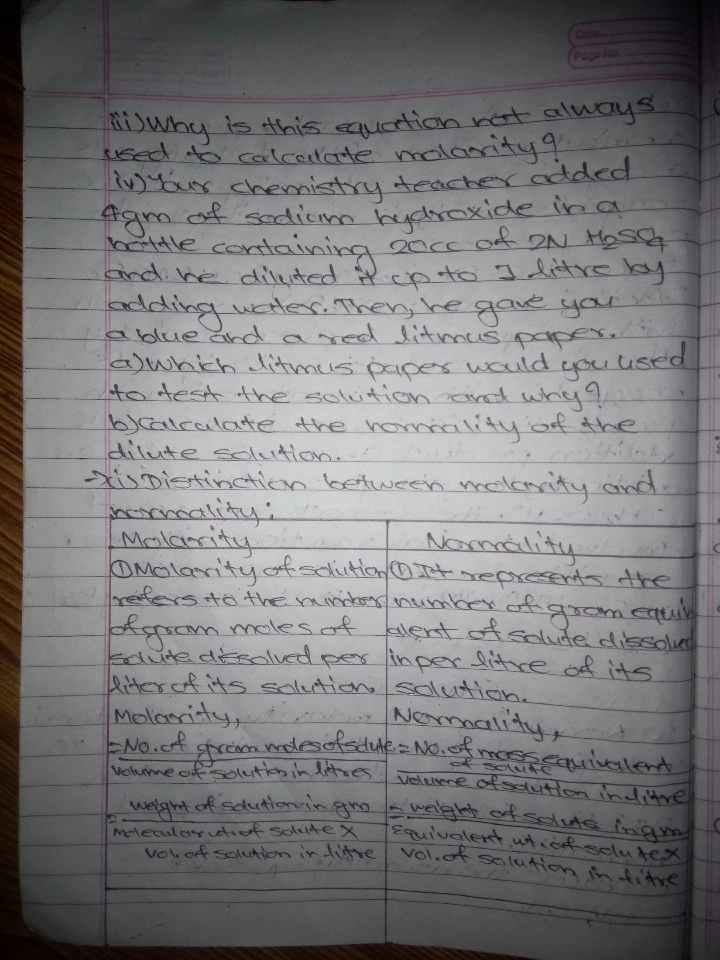 Date
Page No.
iii) Why is this equation not always
used to calculate molarity?
iv) Your chemistry teacher added
4gm of sodium hydroxide in a
bottle containing 20cc of 2N H2SO4
and he diluted it up to 1 litre by
adding water. Then, he gave you
a blue and a red litmus paper.
a) Which litmus paper would you used
to test the solution and why?
b) Calculate the normality of the
dilute solution.
→ i) Distinction between molarity and
normality:
Molarity
① Molarity of solution
refers to the number
of gram moles of
solute dissolved per
liter of its solution.
Molarity,
= No. of gram moles of solute
volume of solution in litres
= weight of solution in gm
molecular wt. of solute X
vol. of solution in litre
Normality
① It represents the
number of gram equiv
alent of solute dissolved
in per litre of its
solution.
Normality,
= No. of mass equivalent
of solute
volume of solution in litre
= weight of solute in gm
Equivalent wt. of solute x
vol. of solution in litre